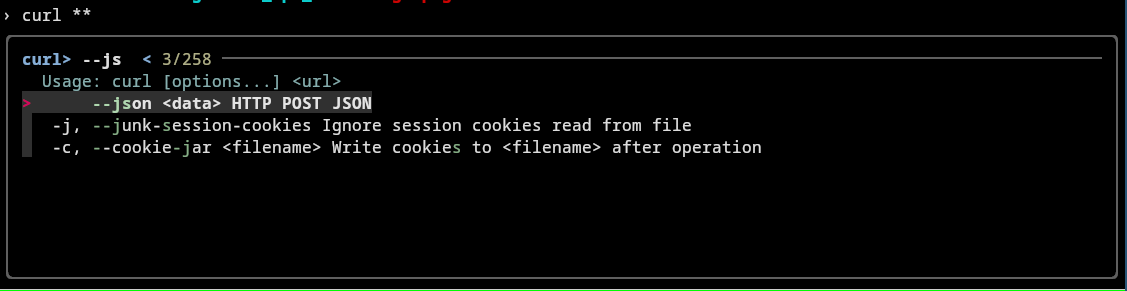 › curl **
curl> --js < 3/258
Usage: curl [options...] <url>
> --json <data> HTTP POST JSON
-j, --junk-session-cookies Ignore session cookies read from file
-c, --cookie-jar <filename> Write cookies to <filename> after operation